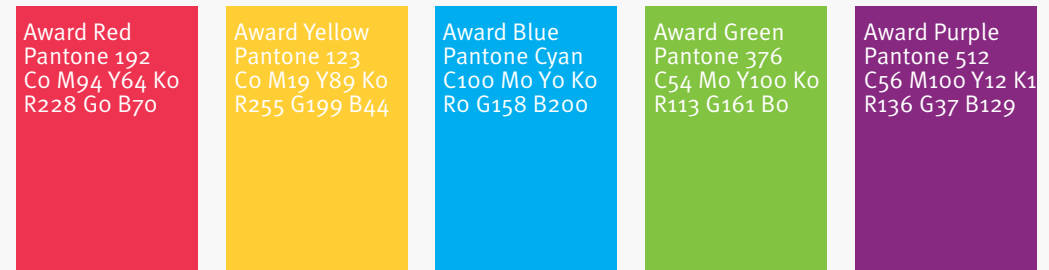 Award Red
Pantone 192
C0 M94 Y64 K0
R228 G0 B70
Award Yellow
Pantone 123
C0 M19 Y89 K0
R255 G199 B44
Award Blue
Pantone Cyan
C100 M0 Y0 K0
R0 G158 B200
Award Green
Pantone 376
C54 M0 Y100 K0
R113 G161 B0
Award Purple
Pantone 512
C56 M100 Y12 K1
R136 G37 B129